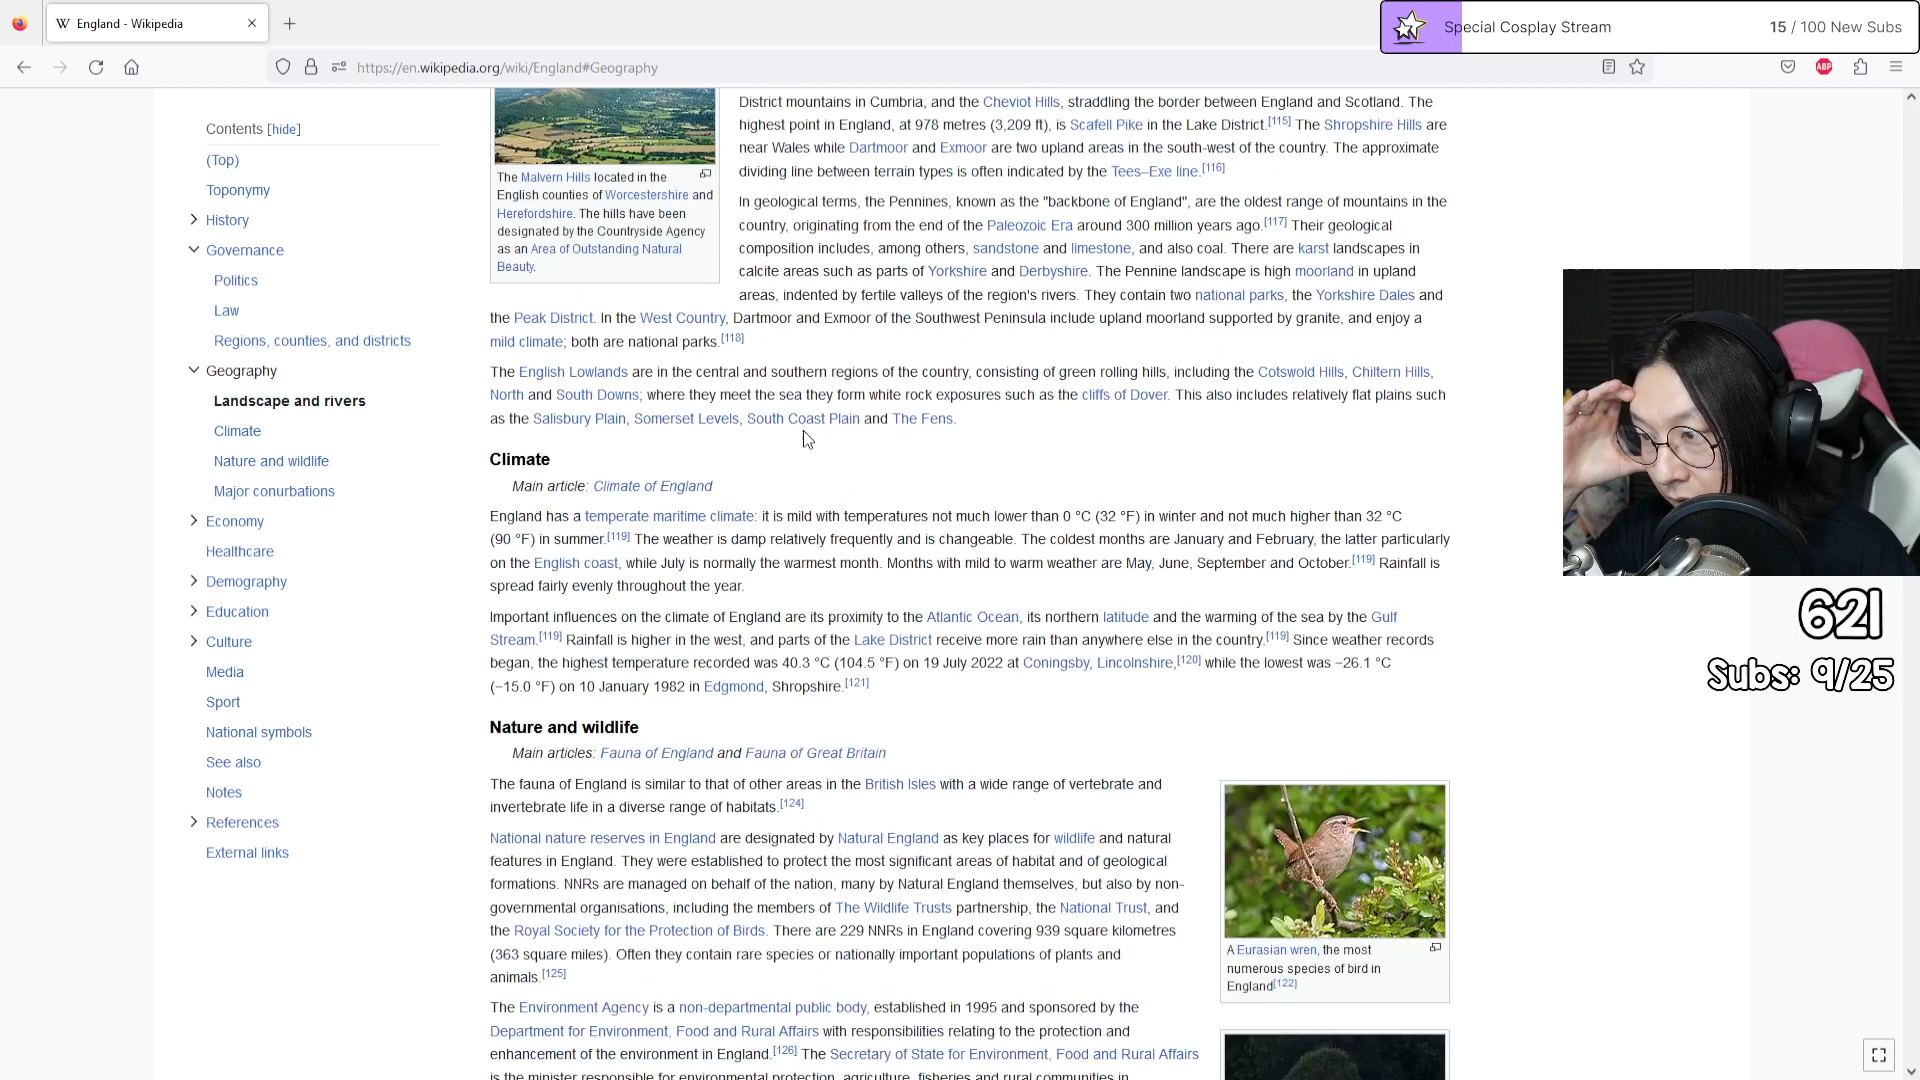 England - Wikipedia
Special Cosplay Stream
15 / 100 New Subs
https://en.wikipedia.org/wiki/England#Geography
ABP
Contents [hide]
(Top)
Toponymy
History
Governance
Politics
Law
Regions, counties, and districts
Geography
Landscape and rivers
Climate
Nature and wildlife
Major conurbations
Economy
Healthcare
Demography
Education
Culture
Media
Sport
National symbols
See also
Notes
References
External links
The Malvern Hills located in the
English counties of Worcestershire and
Herefordshire. The hills have been
designated by the Countryside Agency
as an Area of Outstanding Natural
Beauty.
District mountains in Cumbria, and the Cheviot Hills, straddling the border between England and Scotland. The
highest point in England, at 978 metres (3,209 ft), is Scafell Pike in the Lake District.[115] The Shropshire Hills are
near Wales while Dartmoor and Exmoor are two upland areas in the south-west of the country. The approximate
dividing line between terrain types is often indicated by the Tees–Exe line.[116]
In geological terms, the Pennines, known as the "backbone of England", are the oldest range of mountains in the
country, originating from the end of the Paleozoic Era around 300 million years ago.[117] Their geological
composition includes, among others, sandstone and limestone, and also coal. There are karst landscapes in
calcite areas such as parts of Yorkshire and Derbyshire. The Pennine landscape is high moorland in upland
areas, indented by fertile valleys of the region's rivers. They contain two national parks, the Yorkshire Dales and
the Peak District. In the West Country, Dartmoor and Exmoor of the Southwest Peninsula include upland moorland supported by granite, and enjoy a
mild climate; both are national parks.[118]
The English Lowlands are in the central and southern regions of the country, consisting of green rolling hills, including the Cotswold Hills, Chiltern Hills,
North and South Downs; where they meet the sea they form white rock exposures such as the cliffs of Dover. This also includes relatively flat plains such
as the Salisbury Plain, Somerset Levels, South Coast Plain and The Fens.
Climate
Main article: Climate of England
England has a temperate maritime climate: it is mild with temperatures not much lower than 0 °C (32 °F) in winter and not much higher than 32 °C
(90 °F) in summer.[119] The weather is damp relatively frequently and is changeable. The coldest months are January and February, the latter particularly
on the English coast, while July is normally the warmest month. Months with mild to warm weather are May, June, September and October.[119] Rainfall is
spread fairly evenly throughout the year.
Important influences on the climate of England are its proximity to the Atlantic Ocean, its northern latitude and the warming of the sea by the Gulf
Stream.[119] Rainfall is higher in the west, and parts of the Lake District receive more rain than anywhere else in the country.[119] Since weather records
began, the highest temperature recorded was 40.3 °C (104.5 °F) on 19 July 2022 at Coningsby, Lincolnshire,[120] while the lowest was −26.1 °C
(−15.0 °F) on 10 January 1982 in Edgmond, Shropshire.[121]
Nature and wildlife
Main articles: Fauna of England and Fauna of Great Britain
The fauna of England is similar to that of other areas in the British Isles with a wide range of vertebrate and
invertebrate life in a diverse range of habitats.[124]
National nature reserves in England are designated by Natural England as key places for wildlife and natural
features in England. They were established to protect the most significant areas of habitat and of geological
formations. NNRs are managed on behalf of the nation, many by Natural England themselves, but also by non-
governmental organisations, including the members of The Wildlife Trusts partnership, the National Trust, and
the Royal Society for the Protection of Birds. There are 229 NNRs in England covering 939 square kilometres
(363 square miles). Often they contain rare species or nationally important populations of plants and
animals.[125]
The Environment Agency is a non-departmental public body, established in 1995 and sponsored by the
Department for Environment, Food and Rural Affairs with responsibilities relating to the protection and
enhancement of the environment in England.[126] The Secretary of State for Environment, Food and Rural Affairs
is the minister responsible for environmental protection, agriculture, fisheries and rural communities in
A Eurasian wren, the most
numerous species of bird in
England[122]
621
Subs: 9/25